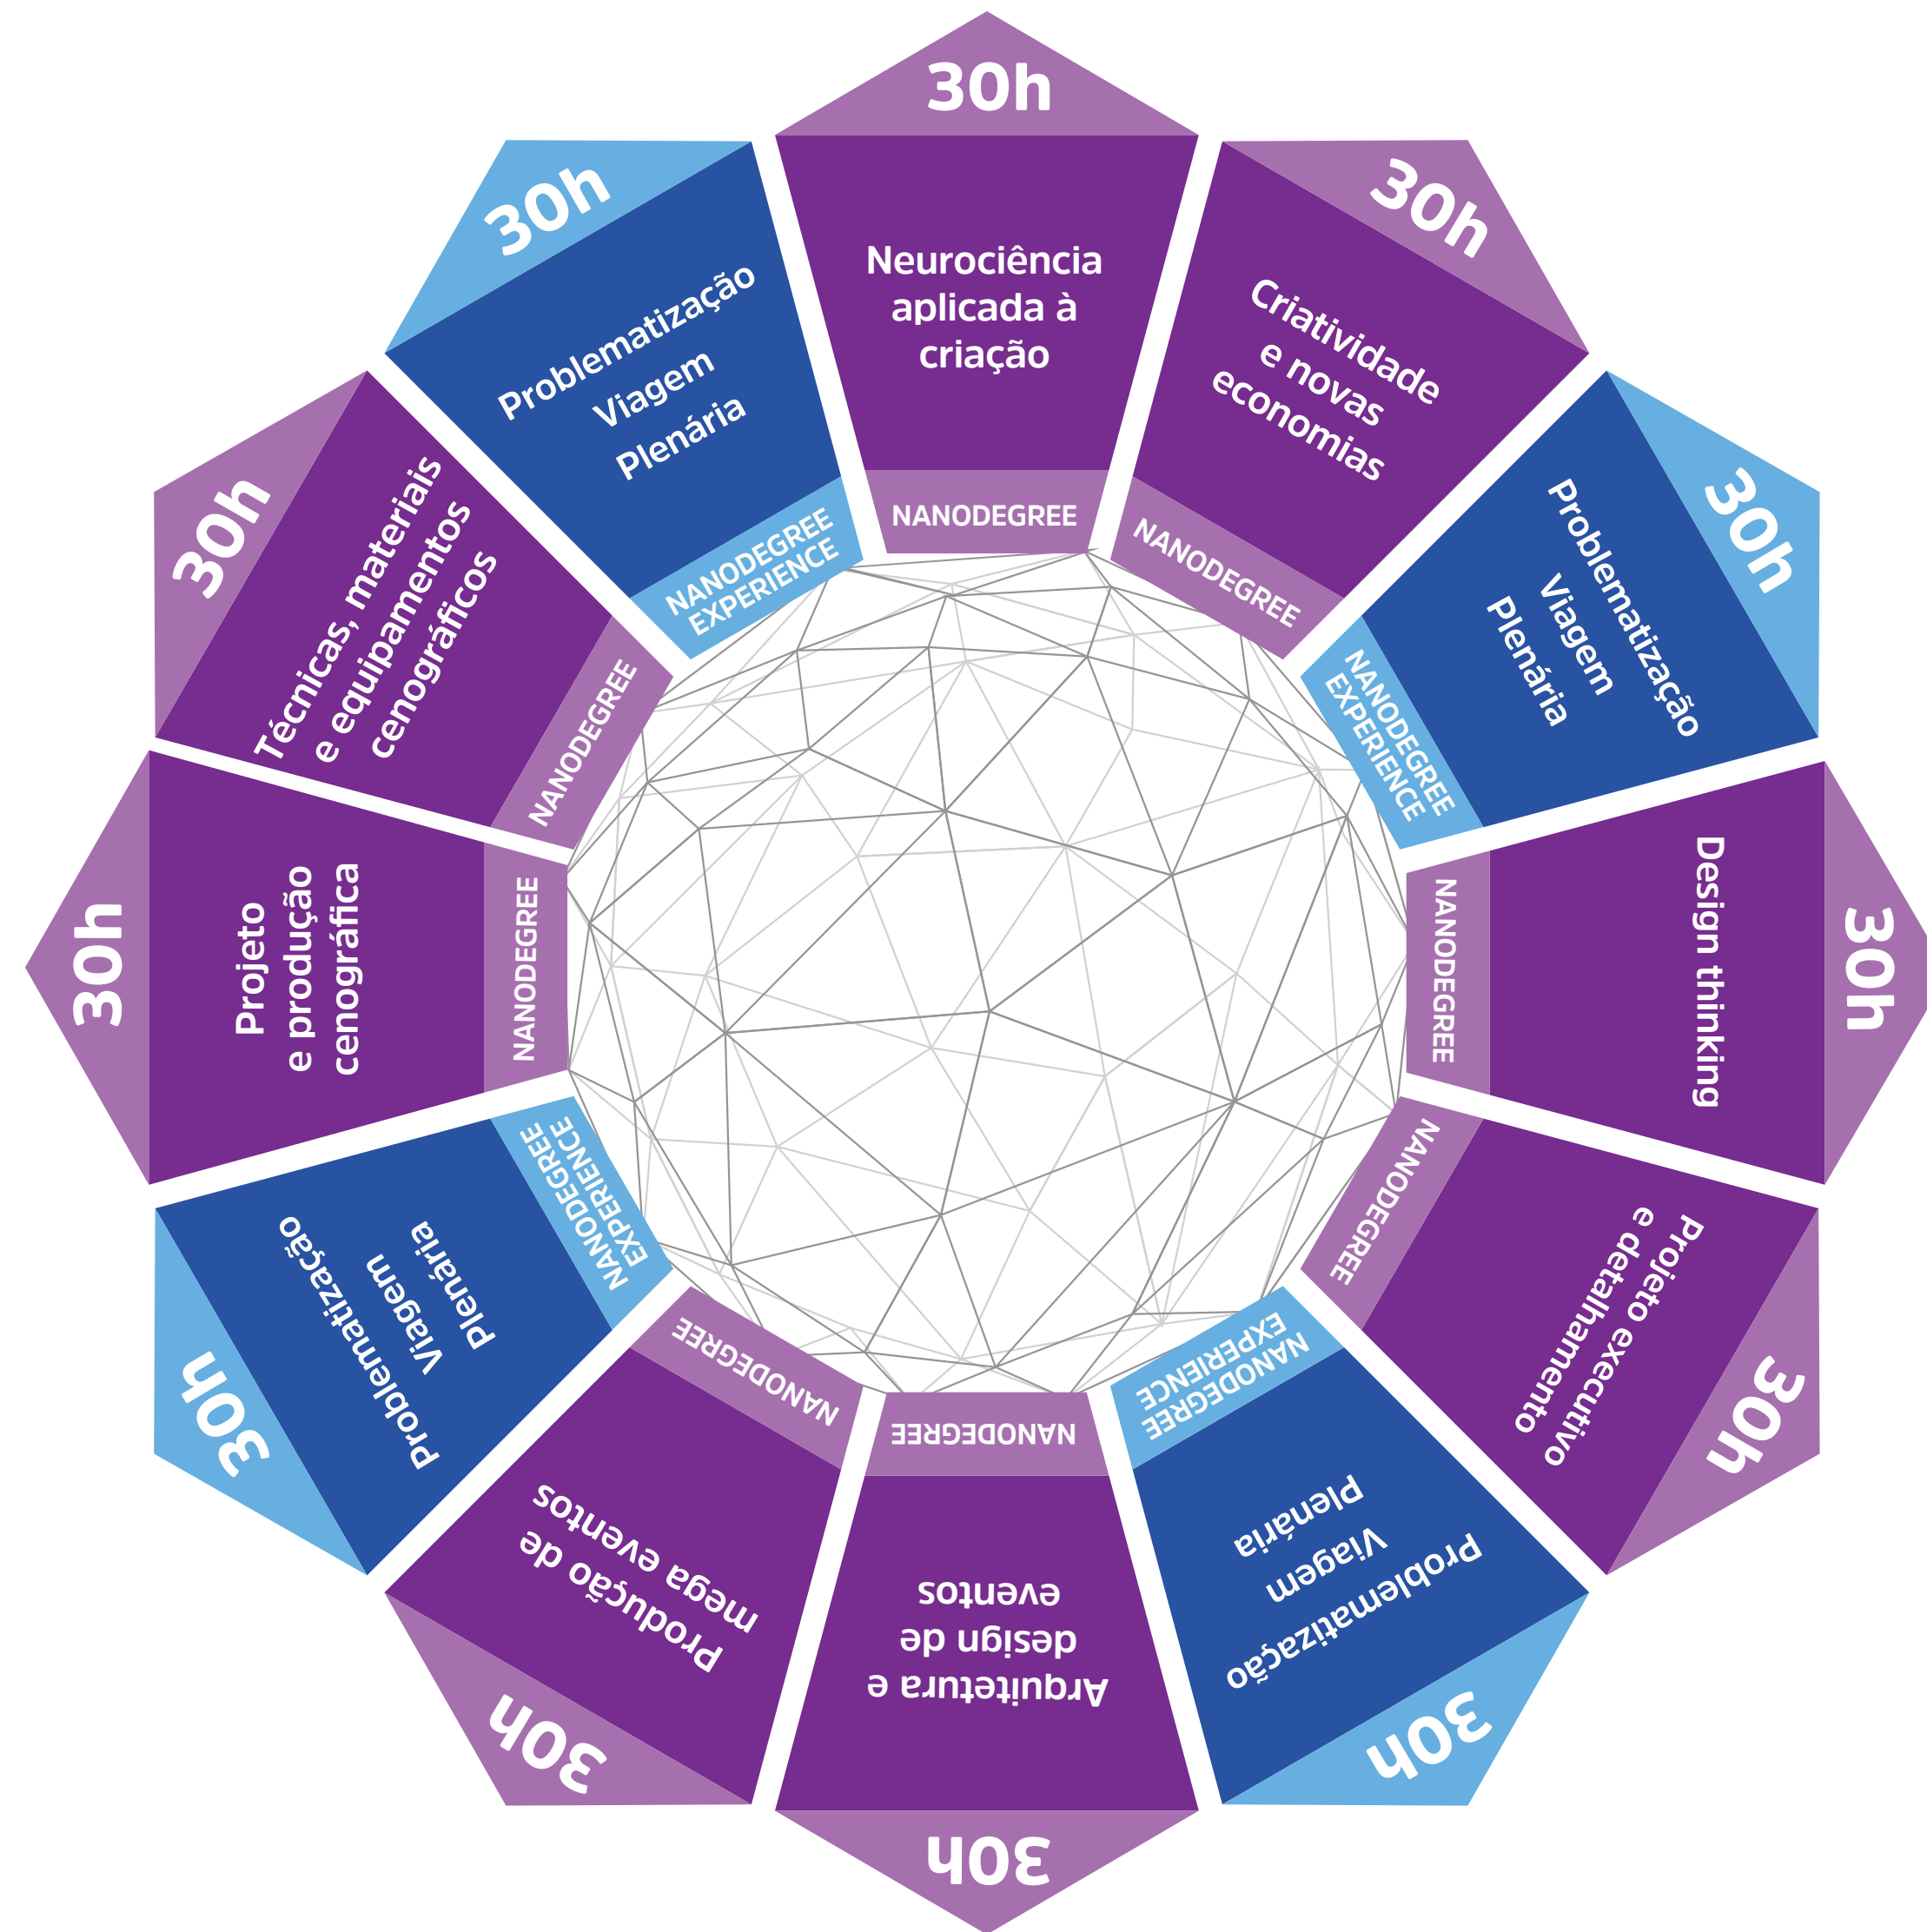 30h
Neurociência
aplicada à
criação
NANODEGREE
30h
Criatividade
e novas
economias
NANODEGREE
30h
Problematização
Viagem
Plenária
NANODEGREE
EXPERIENCE
30h
Design thinking
NANODEGREE
30h
Projeto executivo
e detalhamento
NANODEGREE
30h
Problematização
Viagem
Plenária
NANODEGREE
EXPERIENCE
30h
Arquitetura e
design de
eventos
NANODEGREE
30h
Produção de
mega eventos
NANODEGREE
30h
Problematização
Viagem
Plenária
NANODEGREE
EXPERIENCE
30h
Projeto
e produção
cenográfica
NANODEGREE
30h
Técnicas, materiais
e equipamentos
cenográficos
NANODEGREE
30h
Problematização
Viagem
Plenária
NANODEGREE
EXPERIENCE